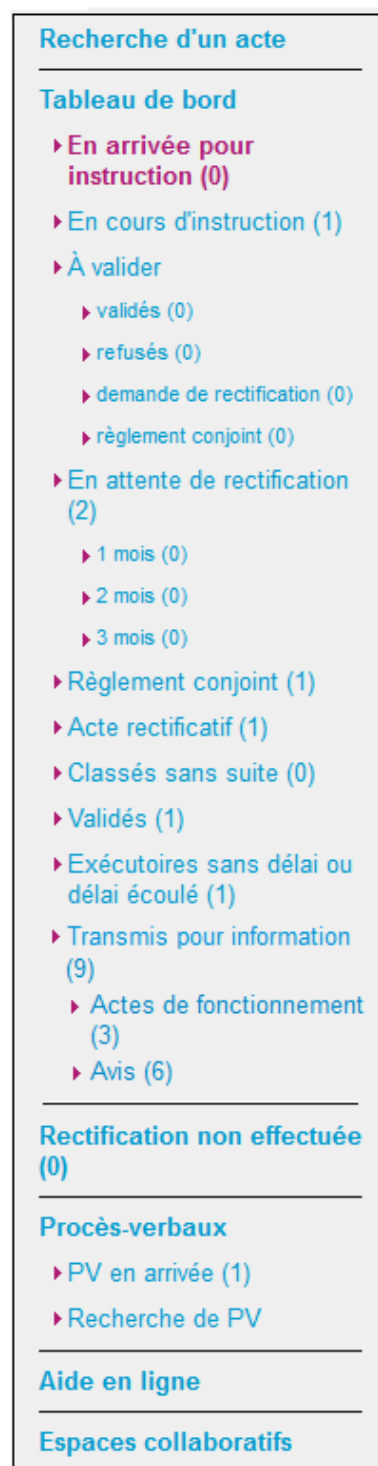 Recherche d'un acte
Tableau de bord
En arrivée pour
instruction (0)
En cours d'instruction (1)
À valider
validés (0)
refusés (0)
demande de rectification (0)
règlement conjoint (0)
En attente de rectification
(2)
1 mois (0)
2 mois (0)
3 mois (0)
Règlement conjoint (1)
Acte rectificatif (1)
Classés sans suite (0)
Validés (1)
Exécutoires sans délai ou
délai écoulé (1)
Transmis pour information
(9)
Actes de fonctionnement
(3)
Avis (6)
Rectification non effectuée
(0)
Procès-verbaux
PV en arrivée (1)
Recherche de PV
Aide en ligne
Espaces collaboratifs